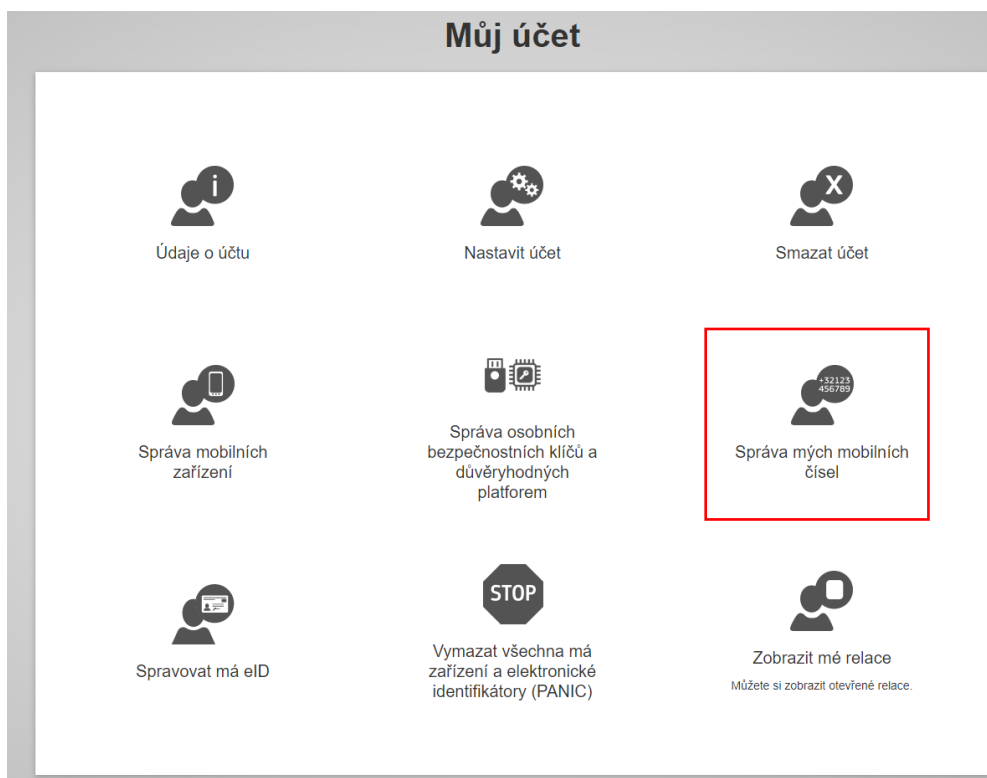 Můj účet
i
X
Údaje o účtu
Nastavit účet
Smazat účet
+32123
456789
Správa mobilních
zařízení
Správa osobních
bezpečnostních klíčů a
důvěryhodných
platforem
Správa mých mobilních
čísel
STOP
Spravovat má eID
Vymazat všechna má
zařízení a elektronické
identifikátory (PANIC)
Zobrazit mé relace
Můžete si zobrazit otevřené relace.